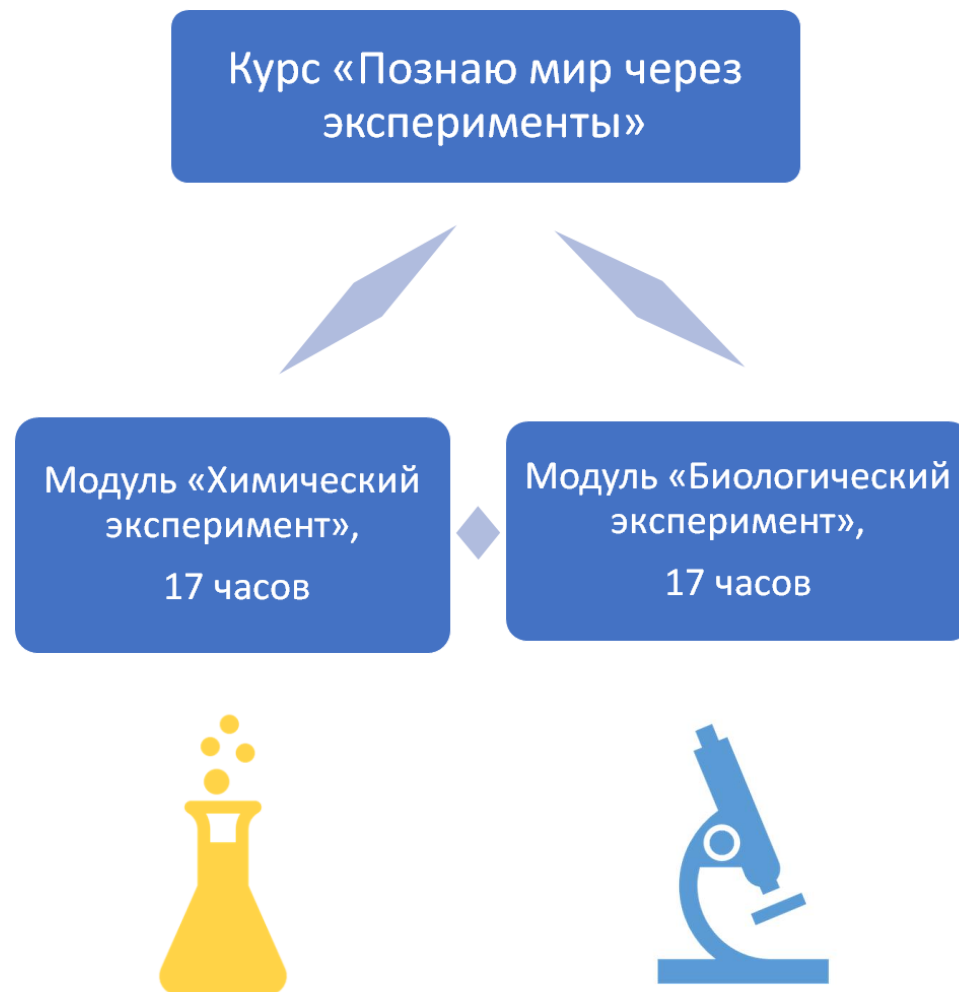 Курс «Познаю мир через
эксперименты»
Модуль «Химический
эксперимент»,
17 часов
Модуль «Биологический
эксперимент»,
17 часов